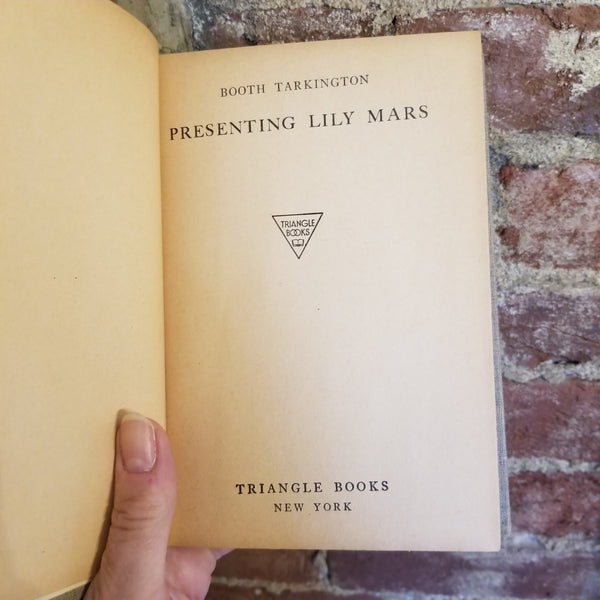 BOOTH TARKINGTON
PRESENTING LILY MARS
TRIANGLE
BOOKS
TRIANGLE BOOKS
NEW YORK